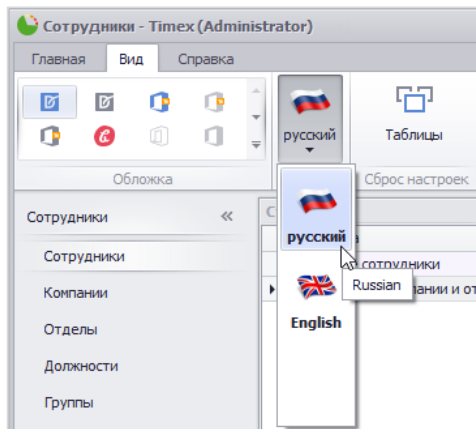 Сотрудники - Timex (Administrator)
Главная Вид Справка
русский
Таблицы
Обложка
Сброс настроек
Сотрудники «
С
русский
сотрудники
Сотрудники
Russian
пании и от
Компании
English
Отделы
Должности
Группы